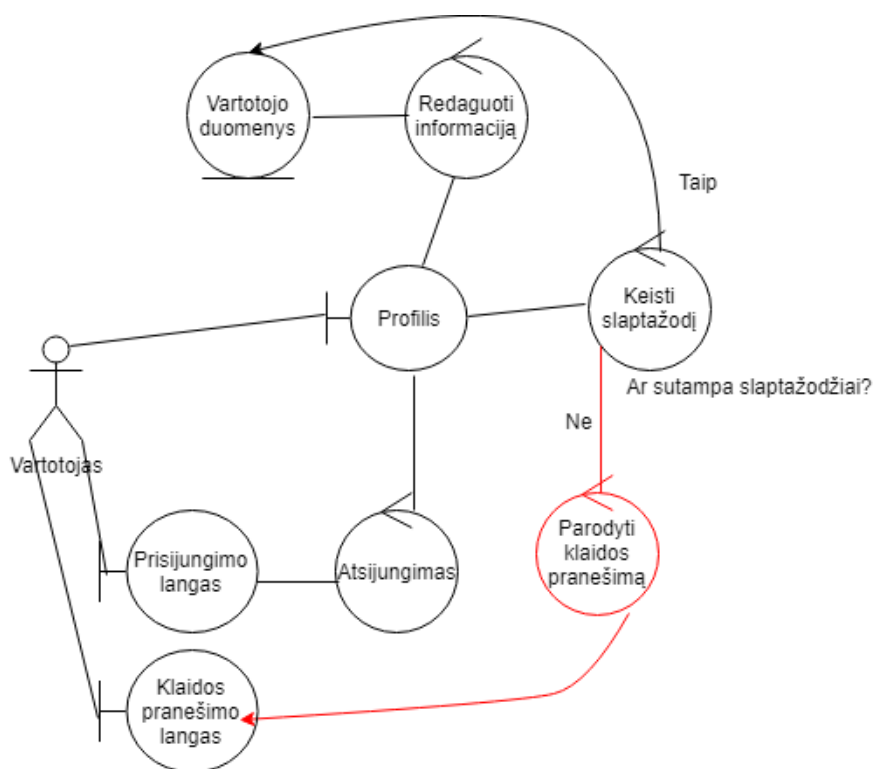 Vartotojo
duomenys
Redaguoti
informaciją
Taip
Profilis
Keisti
slaptažodį
Ar sutampa slaptažodžiai?
Ne
Vartotojas
Prisijungimo
langas
Atsijungimas
Parodyti
klaidos
pranešimą
Klaidos
pranešimo
langas